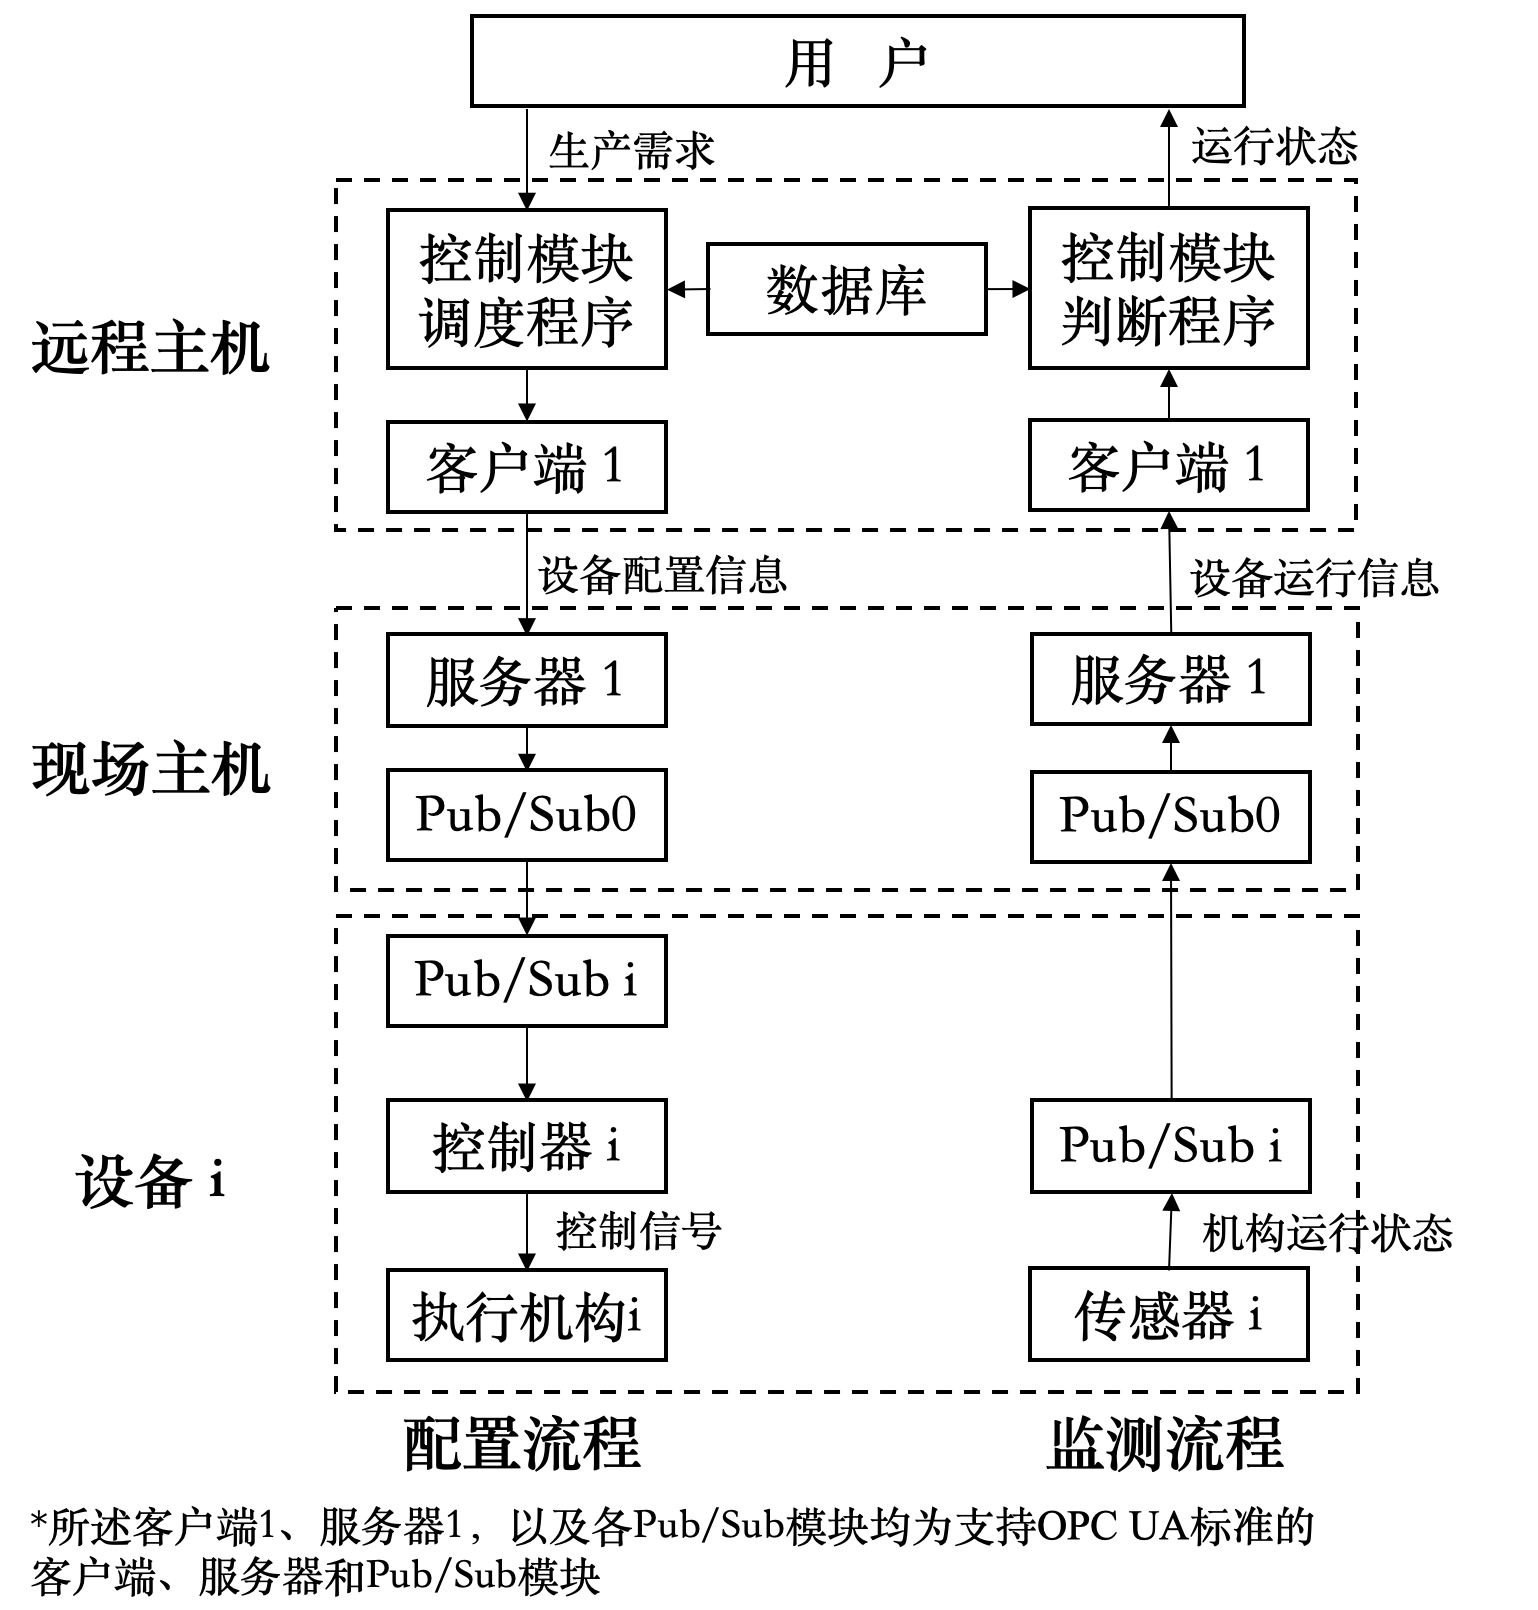 用 户
生产需求
运行状态
控制模块
调度程序
数据库
控制模块
判断程序
远程主机
客户端 1
客户端 1
设备配置信息
设备运行信息
服务器 1
服务器 1
现场主机
Pub/Sub0
Pub/Sub0
Pub/Sub i
控制器 i
Pub/Sub i
设备 i
控制信号
机构运行状态
执行机构i
传感器 i
配置流程
监测流程
*所述客户端1、服务器1，以及各Pub/Sub模块均为支持OPC UA标准的
客户端、服务器和Pub/Sub模块